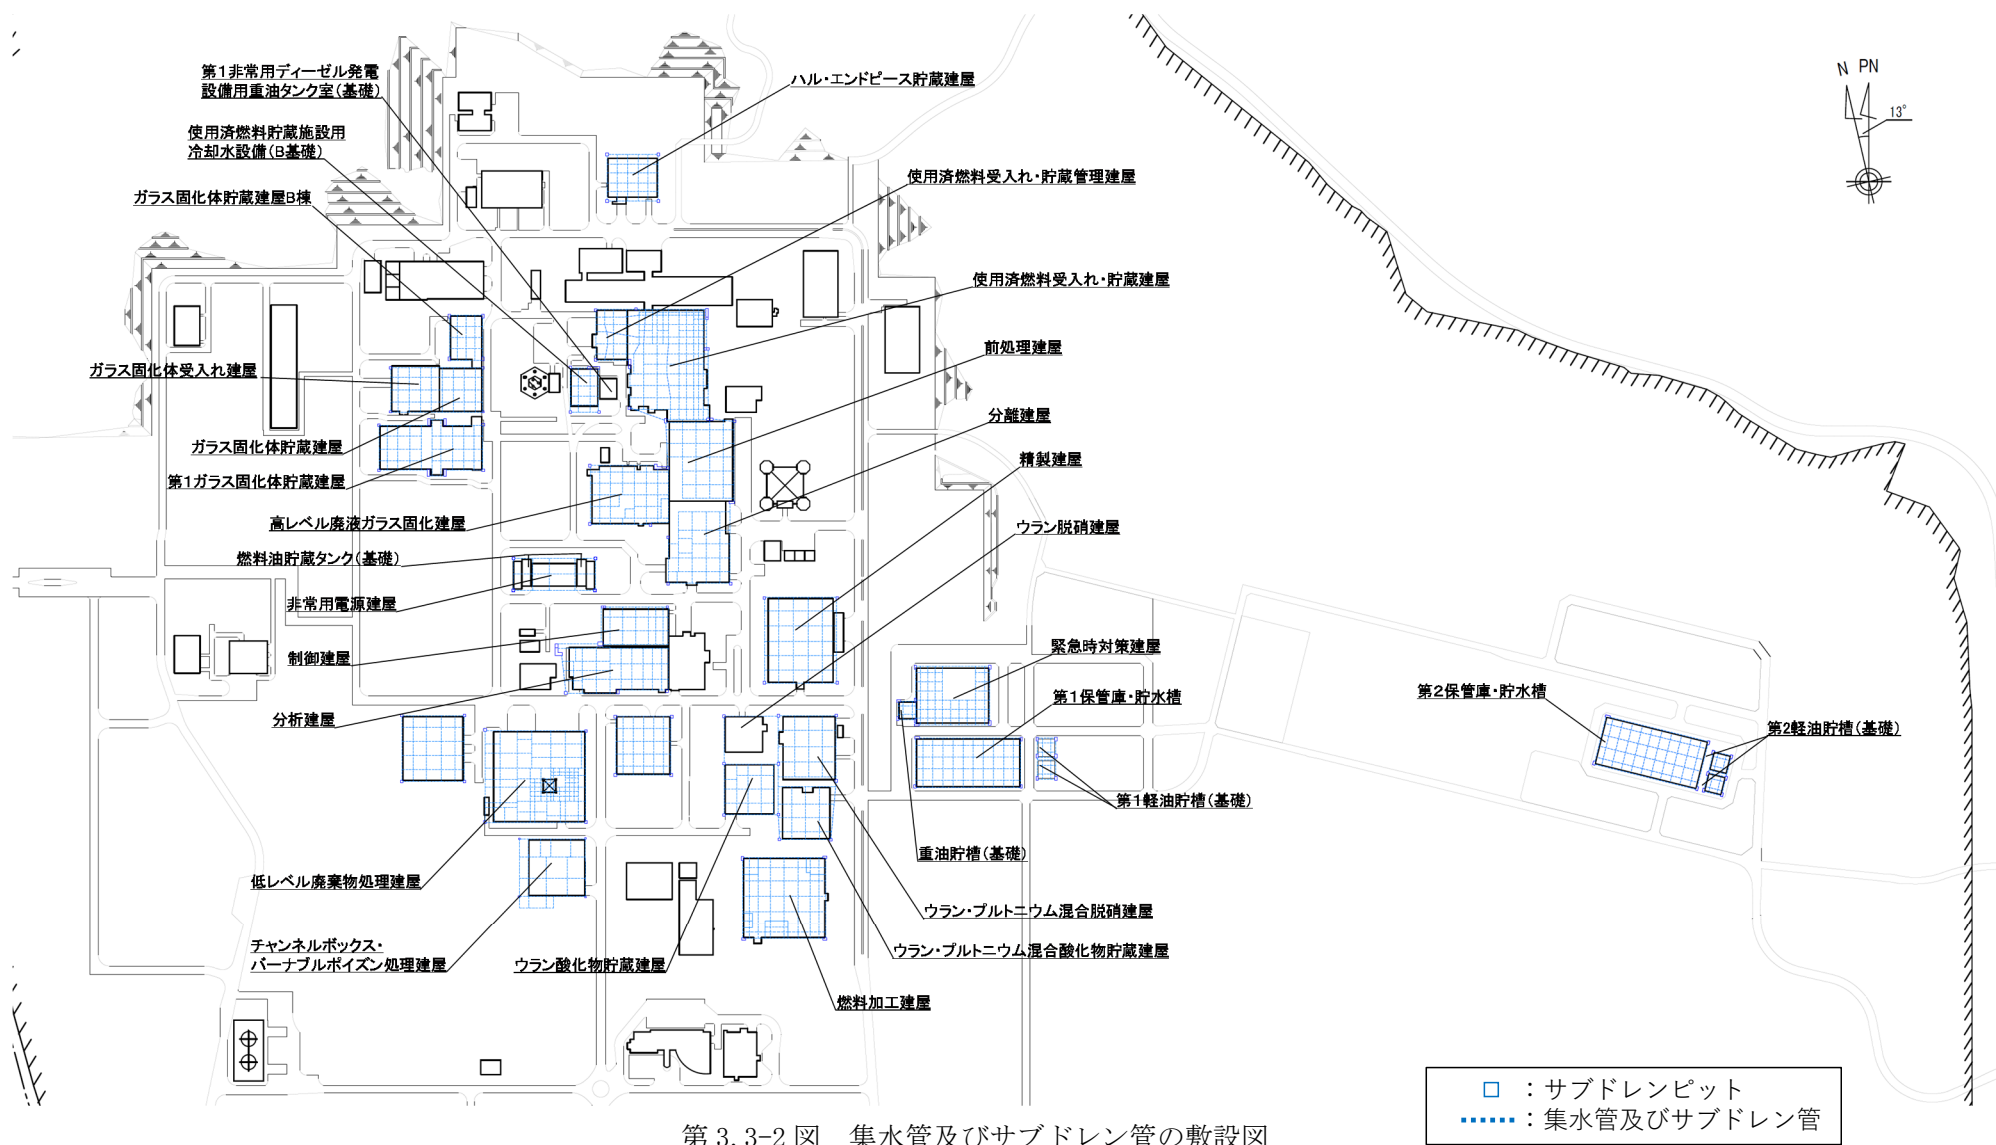 第1非常用ディーゼル発電
設備用重油タンク室(基礎)
ハル・エンドピース貯蔵建屋
N PN
13°
使用済燃料貯蔵施設用
冷却水設備(B基礎)
使用済燃料受入れ・貯蔵管理建屋
ガラス固化体貯蔵建屋B棟
使用済燃料受入れ・貯蔵建屋
前処理建屋
ガラス固化体受入れ建屋
分離建屋
ガラス固化体貯蔵建屋
精製建屋
第1ガラス固化体貯蔵建屋
高レベル廃液ガラス固化建屋
ウラン脱硝建屋
燃料油貯蔵タンク(基礎)
非常用電源建屋
緊急時対策建屋
制御建屋
第1保管庫・貯水槽
第2保管庫・貯水槽
分析建屋
第2軽油貯槽(基礎)
第1軽油貯槽(基礎)
重油貯槽(基礎)
低レベル廃棄物処理建屋
ウラン・プルトニウム混合脱硝建屋
チャンネルボックス・
バーナブルポイズン処理建屋
ウラン酸化物貯蔵建屋
ウラン・プルトニウム混合酸化物貯蔵建屋
燃料加工建屋
□ :サブドレンピット
:集水管及びサブドレン管
第3.3-2図 集水管及びサブドレン管の敷設図